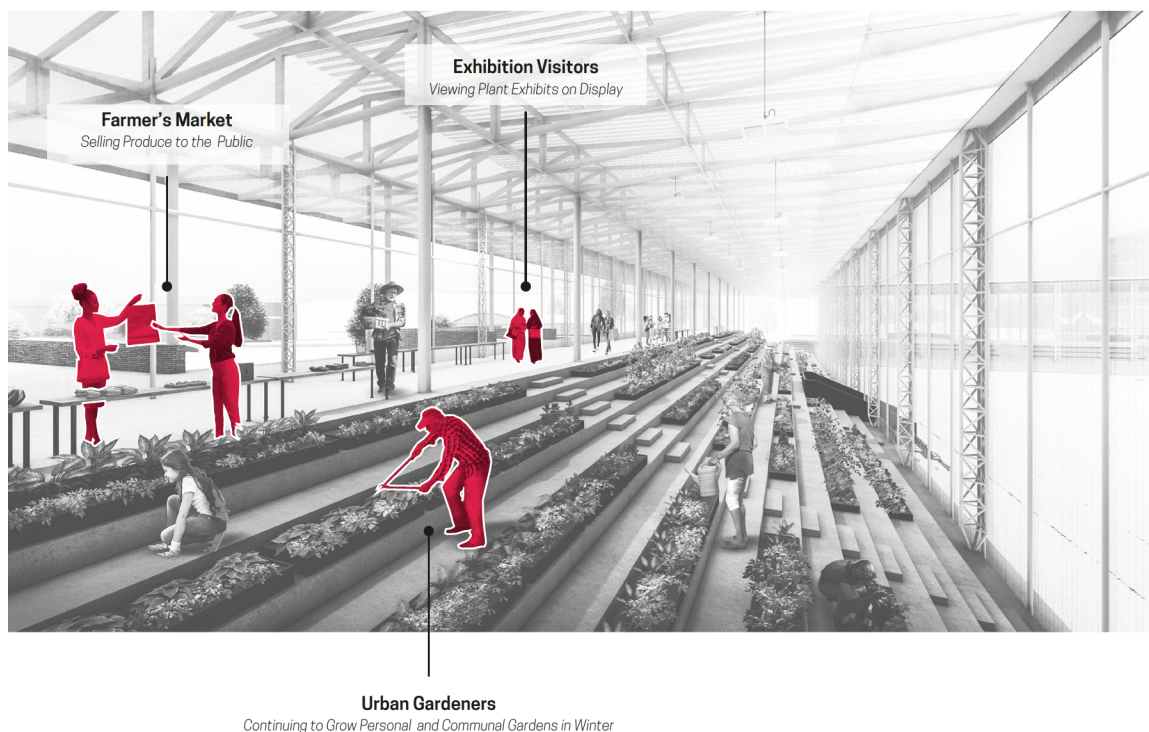 Exhibition Visitors
Viewing Plant Exhibits on Display
Farmer's Market
Selling Produce to the Public
Urban Gardeners
Continuing to Grow Personal and Communal Gardens in Winter